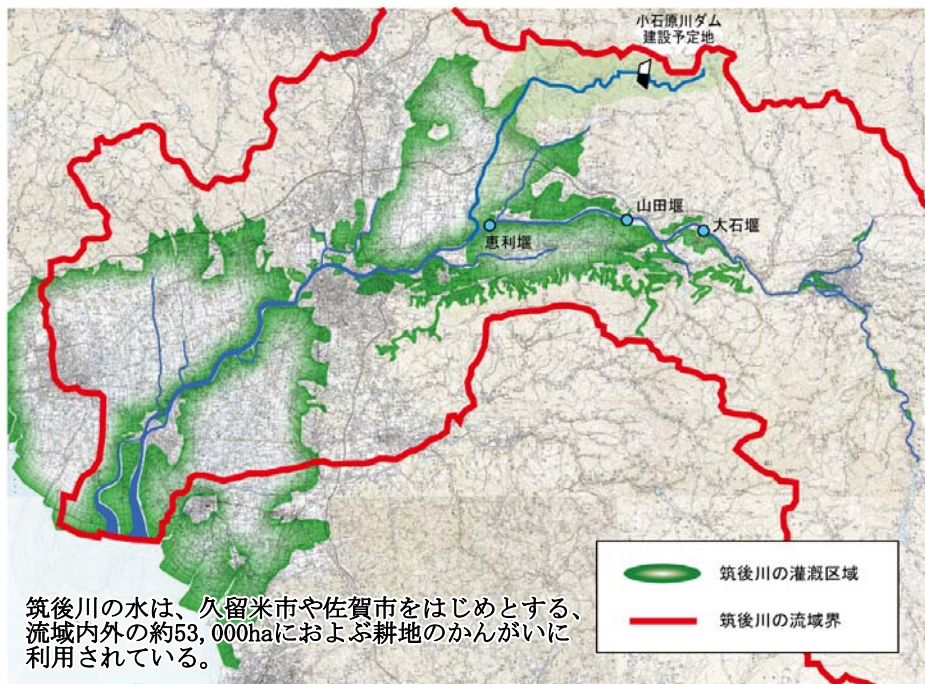 小石原川ダム
建設予定地
山田堰
大石堰
恵利堰
筑後川の灌漑区域
筑後川の流域界
筑後川の水は、久留米市や佐賀市をはじめとする、
流域内外の約53,000haにおよぶ耕地のかんがいに
利用されている。